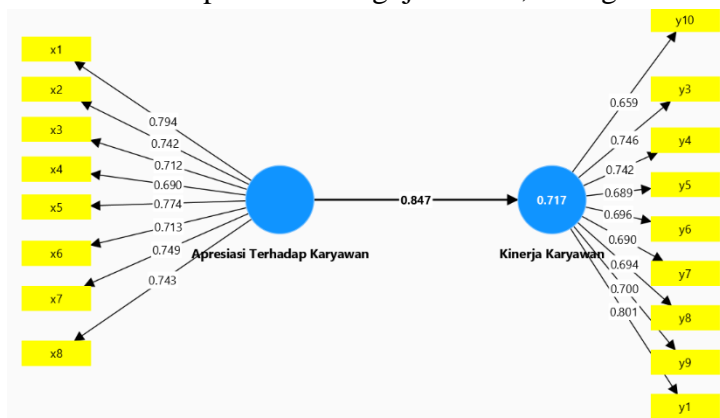 x1
x2
x3
x4
x5
x6
x7
x8
0.794
0.742
0.712
0.690
0.774
0.713
0.749
0.743
Apresiasi Terhadap Karyawan
0.847
0.717
Kinerja Karyawan
0.659
0.746
0.742
0.689
0.696
0.690
0.694
0.700
0.801
y10
y3
y4
y5
y6
y7
y8
y9
y1